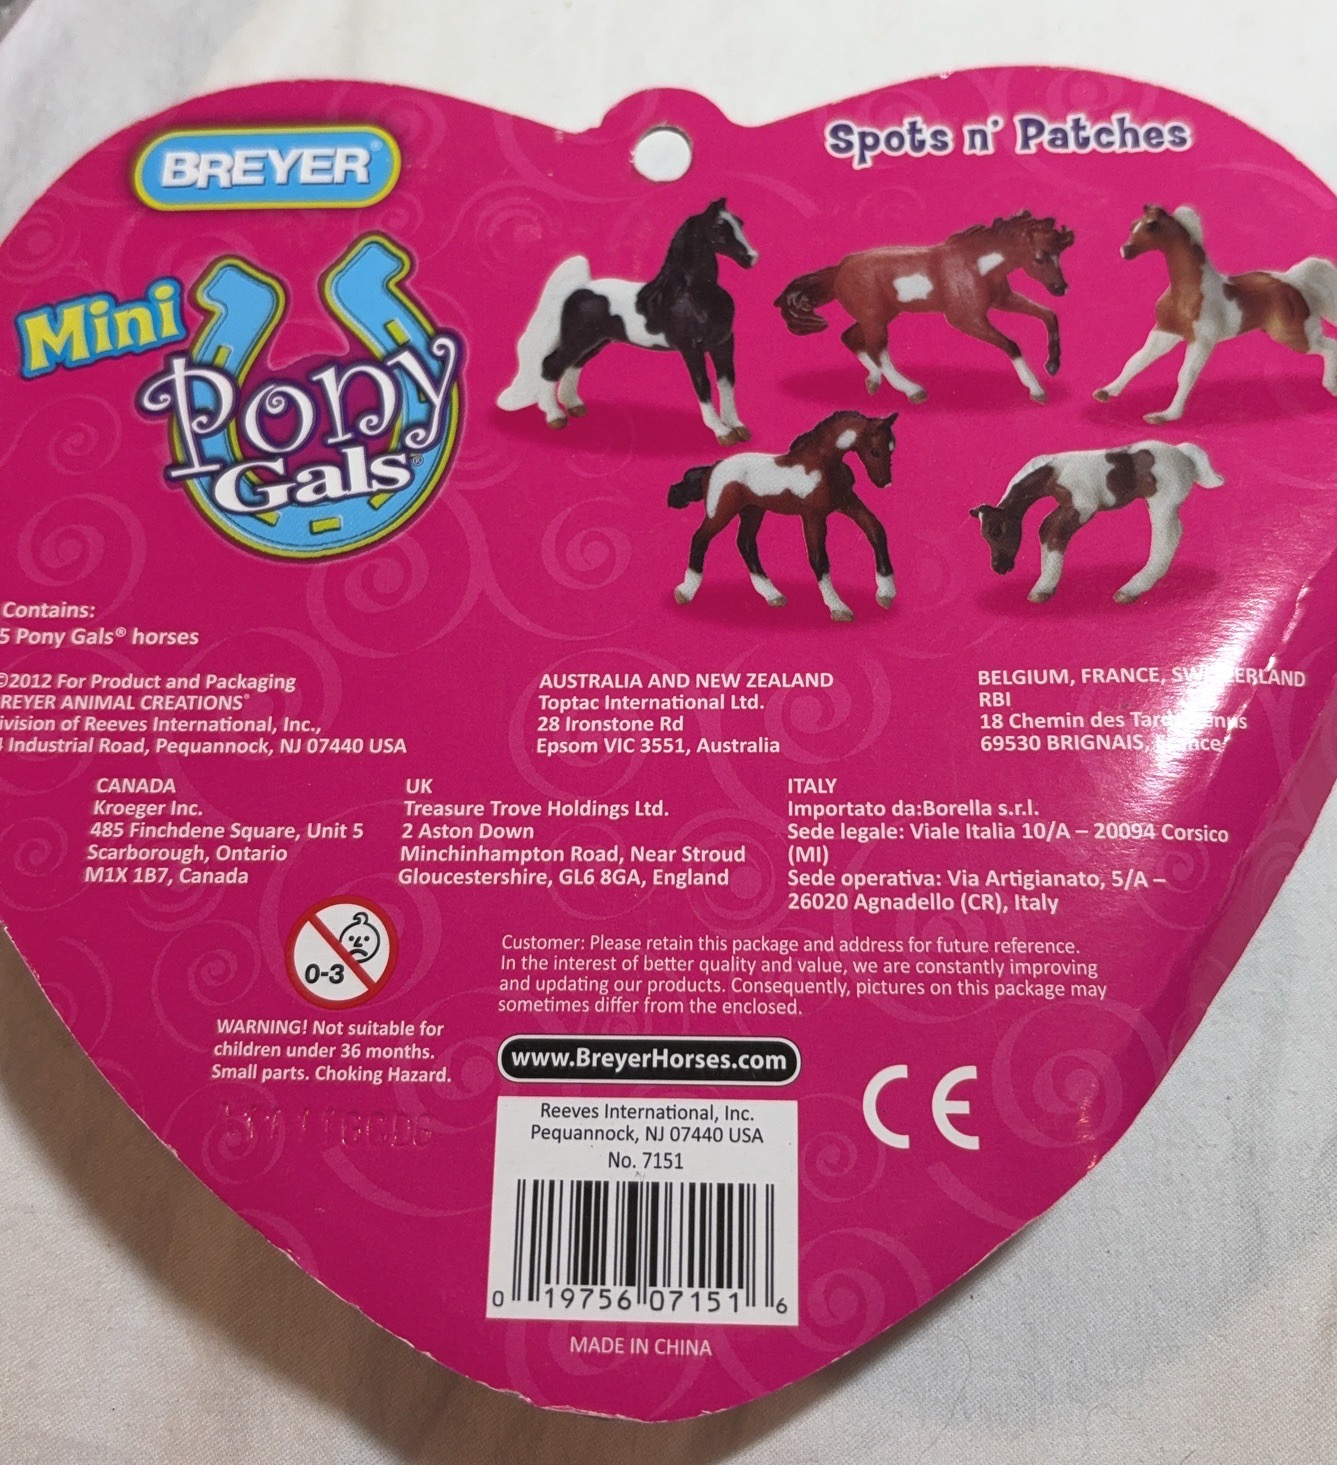 BREYER®
Spots n' Patches
Mini
Pony
Gals®
Contains:
5 Pony Gals® horses
©2012 For Product and Packaging
REYER ANIMAL CREATIONS®
ivision of Reeves International, Inc.,
Industrial Road, Pequannock, NJ 07440 USA
AUSTRALIA AND NEW ZEALAND
Toptac International Ltd.
28 Ironstone Rd
Epsom VIC 3551, Australia
BELGIUM, FRANCE,
RBI
18 Chemin des
69530 BRIGNAIS,
CANADA
Kroeger Inc.
485 Finchdene Square, Unit 5
Scarborough, Ontario
M1X 1B7, Canada
UK
Treasure Trove Holdings Ltd.
2 Aston Down
Minchinhampton Road, Near Stroud
Gloucestershire, GL6 8GA, England
ITALY
Importato da:Borella s.r.l.
Sede legale: Viale Italia 10/A – 20094 Corsico
(MI)
Sede operativa: Via Artigianato, 5/A –
26020 Agnadello (CR), Italy
0-3
WARNING! Not suitable for
children under 36 months.
Small parts. Choking Hazard.
Customer: Please retain this package and address for future reference.
In the interest of better quality and value, we are constantly improving
and updating our products. Consequently, pictures on this package may
sometimes differ from the enclosed.
www.BreyerHorses.com
CE
Reeves International, Inc.
Pequannock, NJ 07440 USA
No. 7151
0 19756 07151 6
MADE IN CHINA